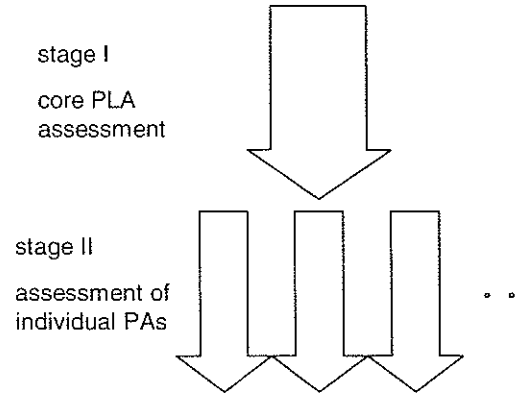 stage I
core PLA
assessment
stage II
assessment of
individual PAs